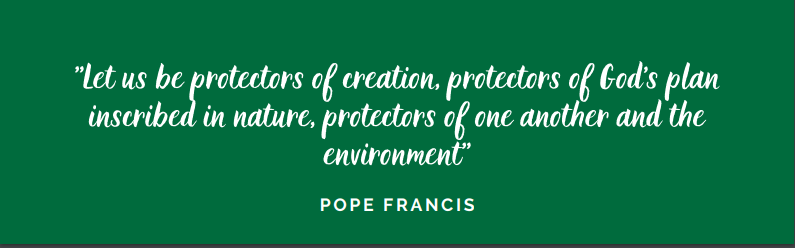 ”Let us be protectors of creation, protectors of God’s plan
inscribed in nature, protectors of one another and the
environment”
POPE FRANCIS